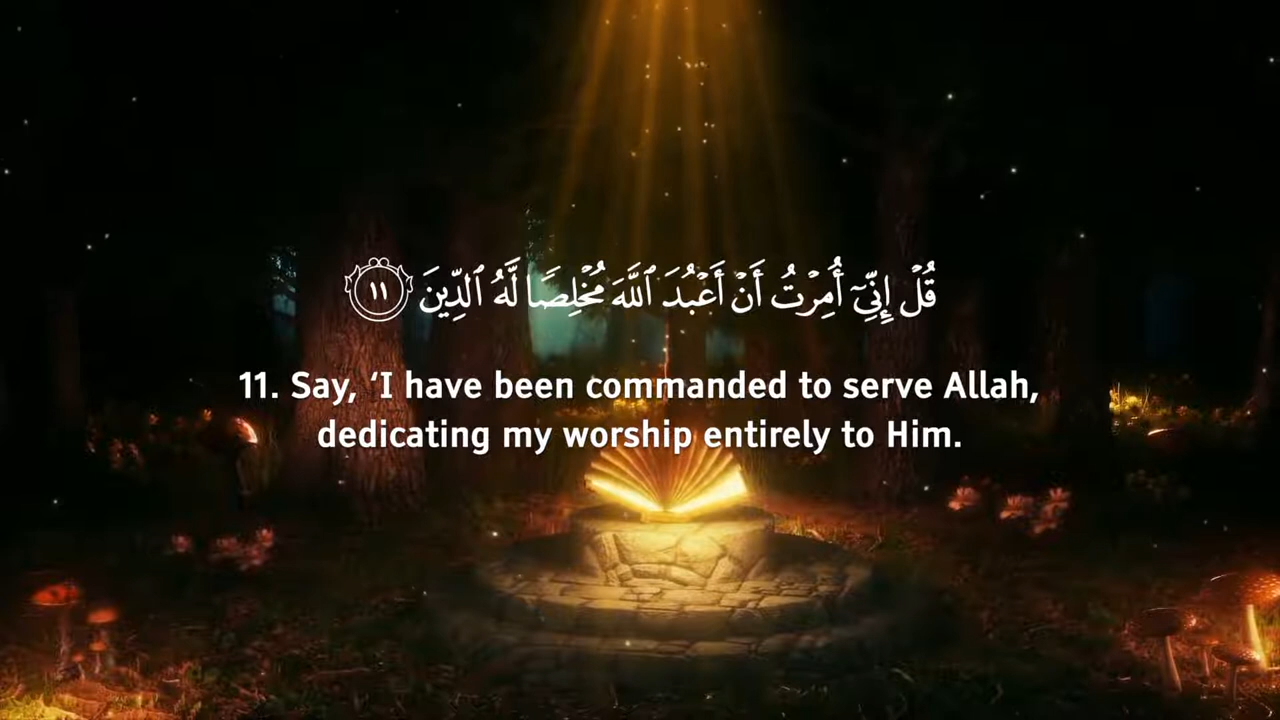 قُلْ إِنِّيٓ أُمِرْتُ أَنْ أَعْبُدَ ٱللَّهَ مُخْلِصًا لَّهُ ٱلدِّينَ ١١
11. Say, ‘I have been commanded to serve Allah,
dedicating my worship entirely to Him.